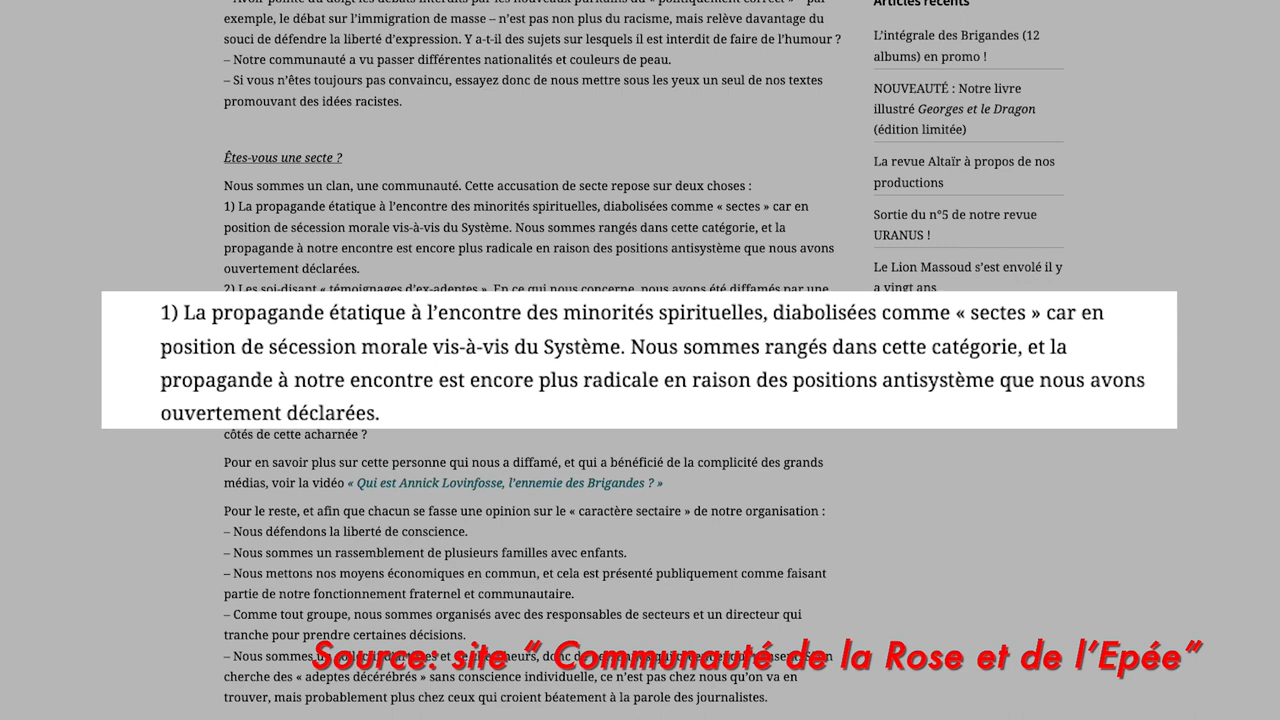 exemple, le débat sur l’immigration de masse – n’est pas non plus du racisme, mais relève davantage du
souci de défendre la liberté d’expression. Y a-t-il des sujets sur lesquels il est interdit de faire de l’humour ?
– Notre communauté a vu passer différentes nationalités et couleurs de peau.
– Si vous n’êtes toujours pas convaincu, essayez donc de nous mettre sous les yeux un seul de nos textes
promouvant des idées racistes.
Êtes-vous une secte ?
Nous sommes un clan, une communauté. Cette accusation de secte repose sur deux choses :
1) La propagande étatique à l’encontre des minorités spirituelles, diabolisées comme « sectes » car en
position de sécession morale vis-à-vis du Système. Nous sommes rangés dans cette catégorie, et la
propagande à notre encontre est encore plus radicale en raison des positions antisystème que nous avons
ouvertement déclarées.
2) Les soi-disant « témoignages d’ex-adeptes ». En ce qui nous concerne, nous avons été diffamés par une
1) La propagande étatique à l’encontre des minorités spirituelles, diabolisées comme « sectes » car en
position de sécession morale vis-à-vis du Système. Nous sommes rangés dans cette catégorie, et la
propagande à notre encontre est encore plus radicale en raison des positions antisystème que nous avons
ouvertement déclarées.
côtés de cette acharnée ?
Pour en savoir plus sur cette personne qui nous a diffamé, et qui a bénéficié de la complicité des grands
médias, voir la vidéo « Qui est Annick Lovinfosse, l’ennemie des Brigandes ? »
Pour le reste, et afin que chacun se fasse une opinion sur le « caractère sectaire » de notre organisation :
– Nous défendons la liberté de conscience.
– Nous sommes un rassemblement de plusieurs familles avec enfants.
– Nous mettons nos moyens économiques en commun, et cela est présenté publiquement comme faisant
partie de notre fonctionnement fraternel et communautaire.
– Comme tout groupe, nous sommes organisés avec des responsables de secteurs et un directeur qui
tranche pour prendre certaines décisions.
– Nous sommes
cherche des « adeptes décérébrés » sans conscience individuelle, ce n’est pas chez nous qu’on va en
trouver, mais probablement plus chez ceux qui croient béatement à la parole des journalistes.
Source: site “ Communauté de la Rose et de l’Epée”
Articles récents
L’intégrale des Brigandes (12
albums) en promo !
NOUVEAUTÉ : Notre livre
illustré Georges et le Dragon
(édition limitée)
La revue Altaïr à propos de nos
productions
Sortie du n°5 de notre revue
URANUS !
Le Lion Massoud s’est envolé il y
a vingt ans